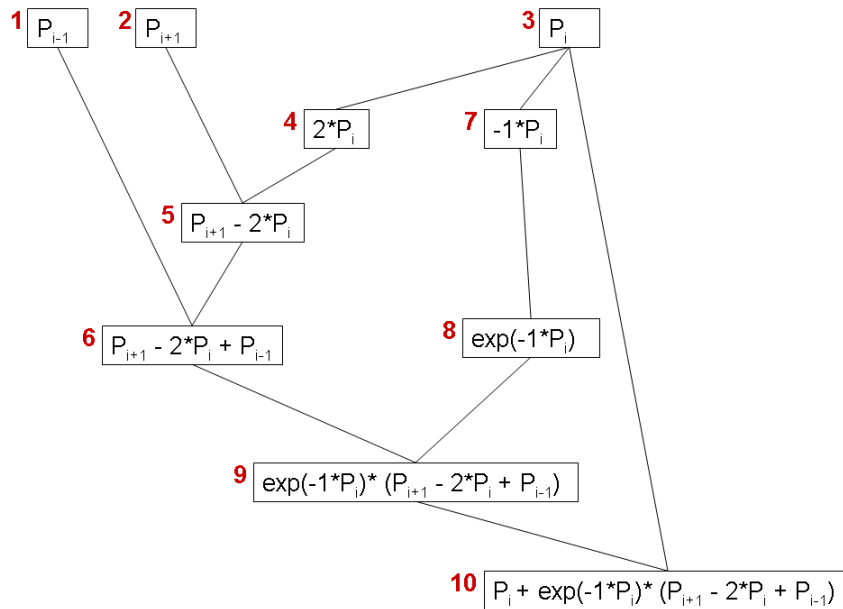 1 P_{i-1} 2 P_{i+1} 3 P_i
4 2*P_i 7 -1*P_i
5 P_{i+1} - 2*P_i
6 P_{i+1} - 2*P_i + P_{i-1} 8 exp(-1*P_i)
9 exp(-1*P_i)* (P_{i+1} - 2*P_i + P_{i-1})
10 P_i + exp(-1*P_i)* (P_{i+1} - 2*P_i + P_{i-1})